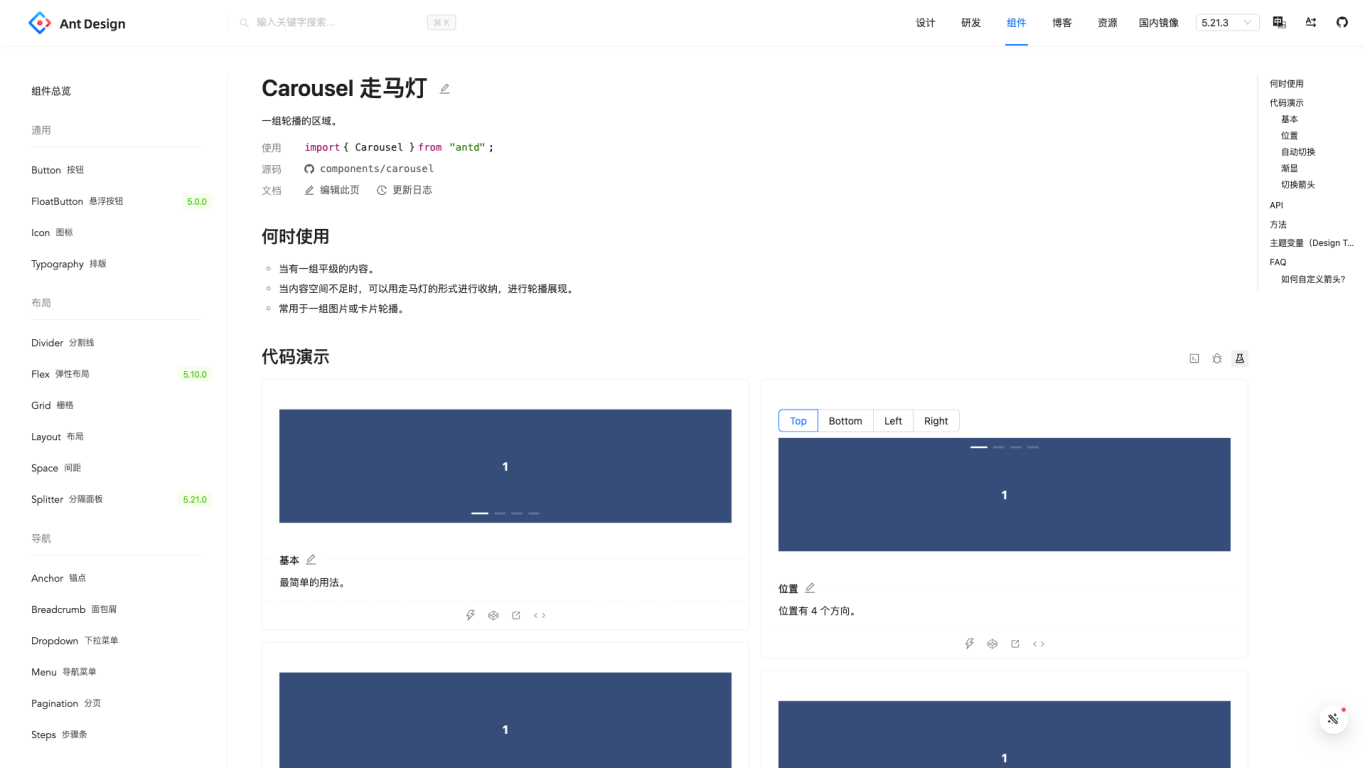 Ant Design
输入关键字搜索...
⌘ K
设计
研发
组件
博客
资源
国内镜像
5.21.3
组件总览
通用
Button 按钮
FloatButton 悬浮按钮 5.0.0
Icon 图标
Typography 排版
布局
Divider 分割线
Flex 弹性布局 5.10.0
Grid 栅格
Layout 布局
Space 间距
Splitter 分隔面板 5.21.0
导航
Anchor 锚点
Breadcrumb 面包屑
Dropdown 下拉菜单
Menu 导航菜单
Pagination 分页
Steps 步骤条
Carousel 走马灯
一组轮播的区域。
使用 import { Carousel } from "antd";
源码 components/carousel
文档 编辑此页 更新日志
何时使用
当有一组平级的内容。
当内容空间不足时，可以用走马灯的形式进行收纳，进行轮播展现。
常用于一组图片或卡片轮播。
代码演示
1
基本
最简单的用法。
Top Bottom Left Right
1
位置
位置有 4 个方向。
1
1
何时使用
代码演示
基本
位置
自动切换
渐显
切换箭头
API
方法
主题变量（Design T...
FAQ
如何自定义箭头？